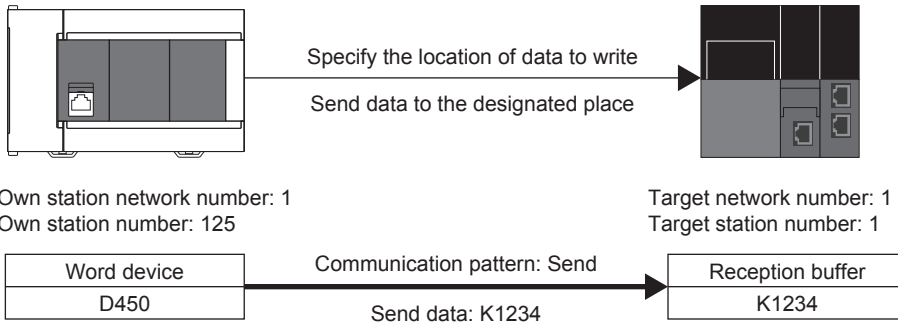 Specify the location of data to write
Send data to the designated place
Own station network number: 1
Own station number: 125
Target network number: 1
Target station number: 1
Word device
D450
Communication pattern: Send
Send data: K1234
Reception buffer
K1234